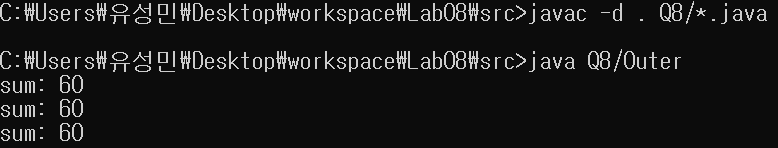 C:₩Users₩유성민₩Desktop₩workspace₩Lab08₩src>javac -d . Q8/*.java
C:₩Users₩유성민₩Desktop₩workspace₩Lab08₩src>java Q8/Outer
sum: 60
sum: 60
sum: 60